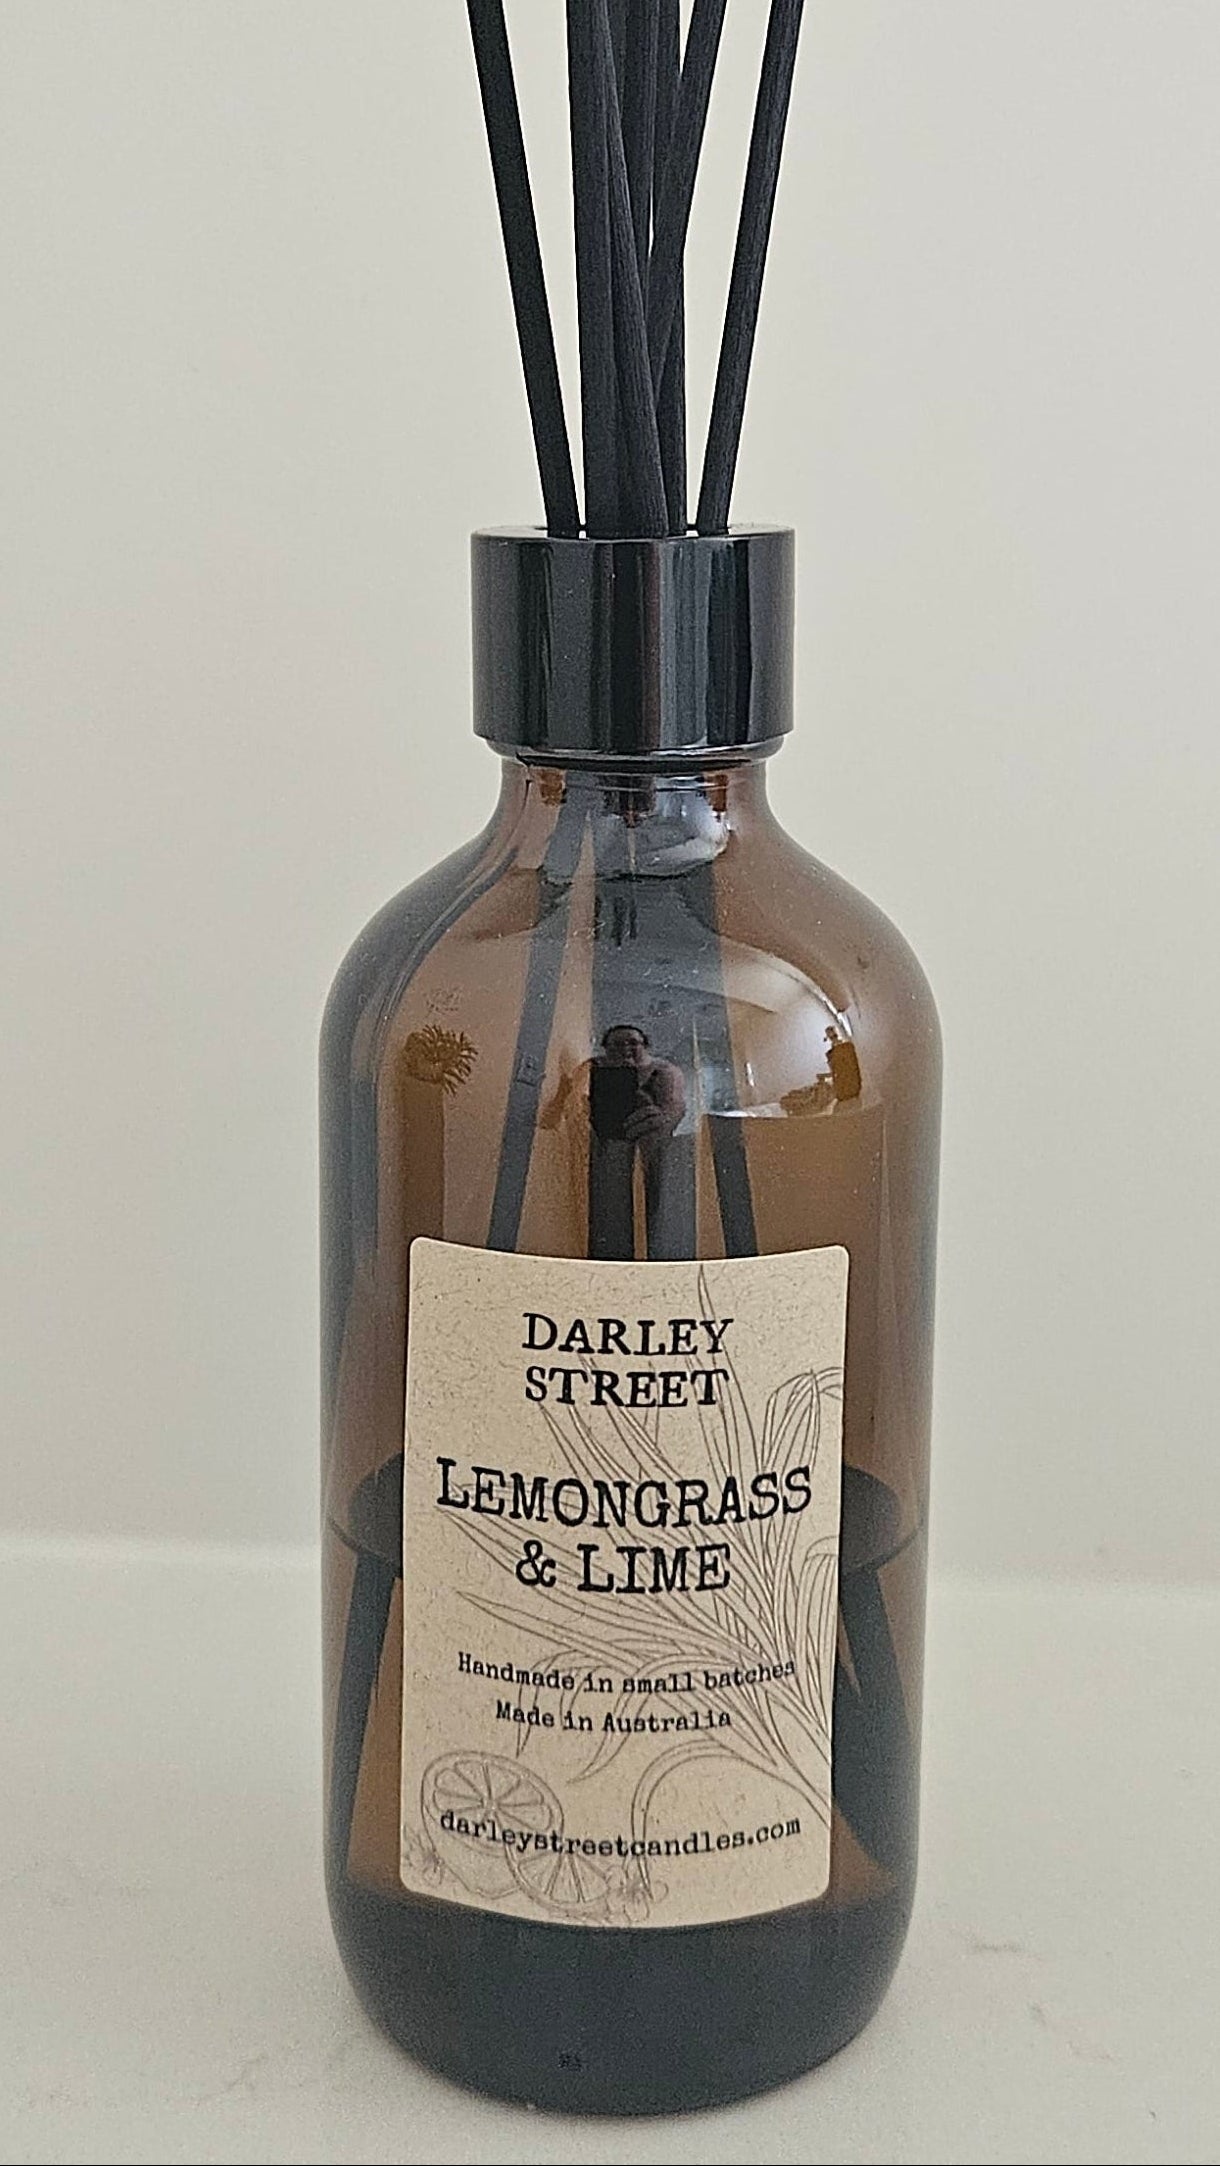 DARLEY
STREET
LEMONGRASS
& LIME
Handmade in small batches
Made in Australia
darleystreetcandles.com